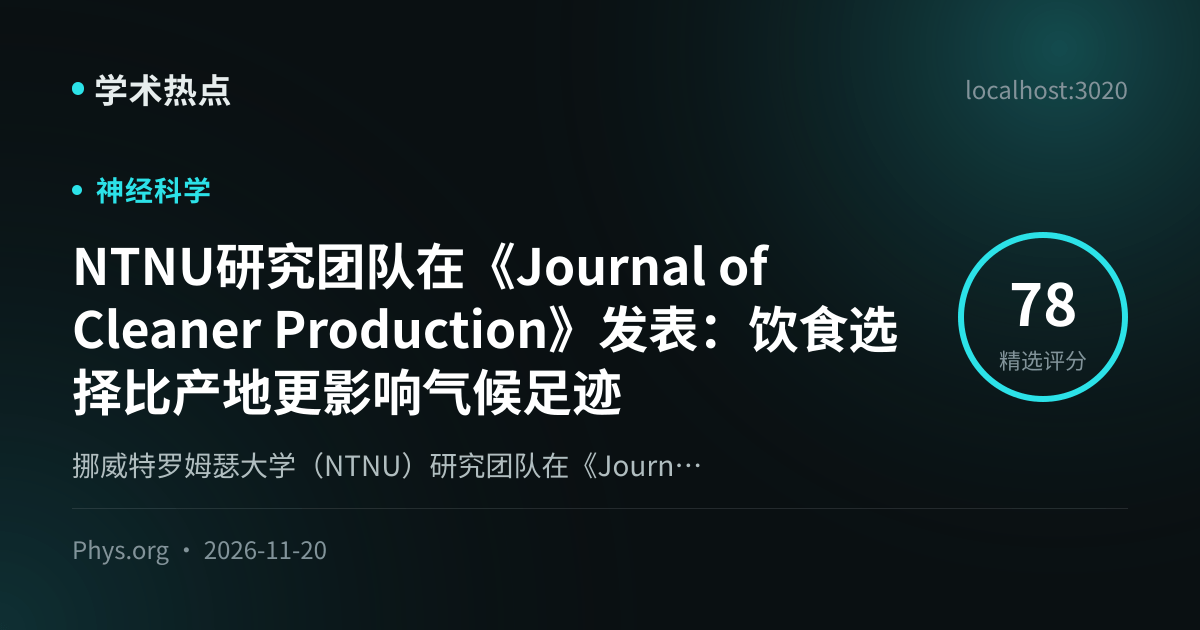 学术热点
localhost:3020
神经科学
NTNU研究团队在《Journal of
Cleaner Production》发表：饮食选
择比产地更影响气候足迹
78
精选评分
挪威特罗姆瑟大学（NTNU）研究团队在《Journ…
Phys.org · 2026-11-20